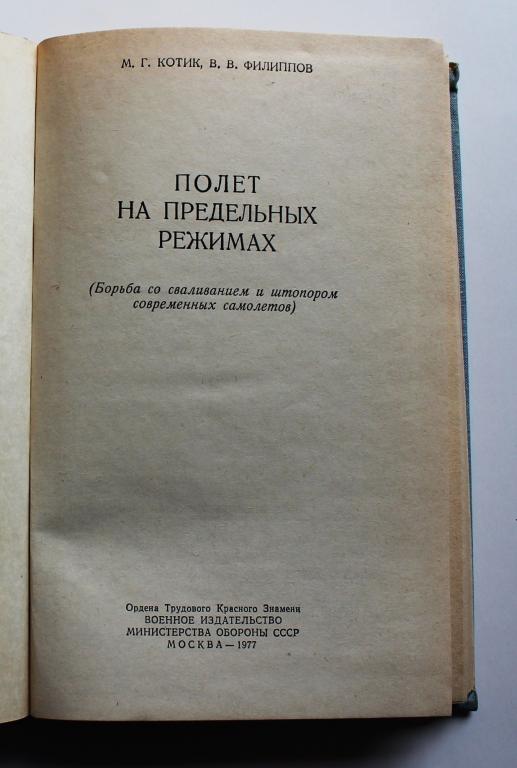 М. Г. КОТИК, В. В. ФИЛИППОВ
ПОЛЕТ
НА ПРЕДЕЛЬНЫХ
РЕЖИМАХ
(Борьба со сваливанием и штопором
современных самолетов)
Ордена Трудового Красного Знамени
ВОЕННОЕ ИЗДАТЕЛЬСТВО
МИНИСТЕРСТВА ОБОРОНЫ СССР
МОСКВА — 1977